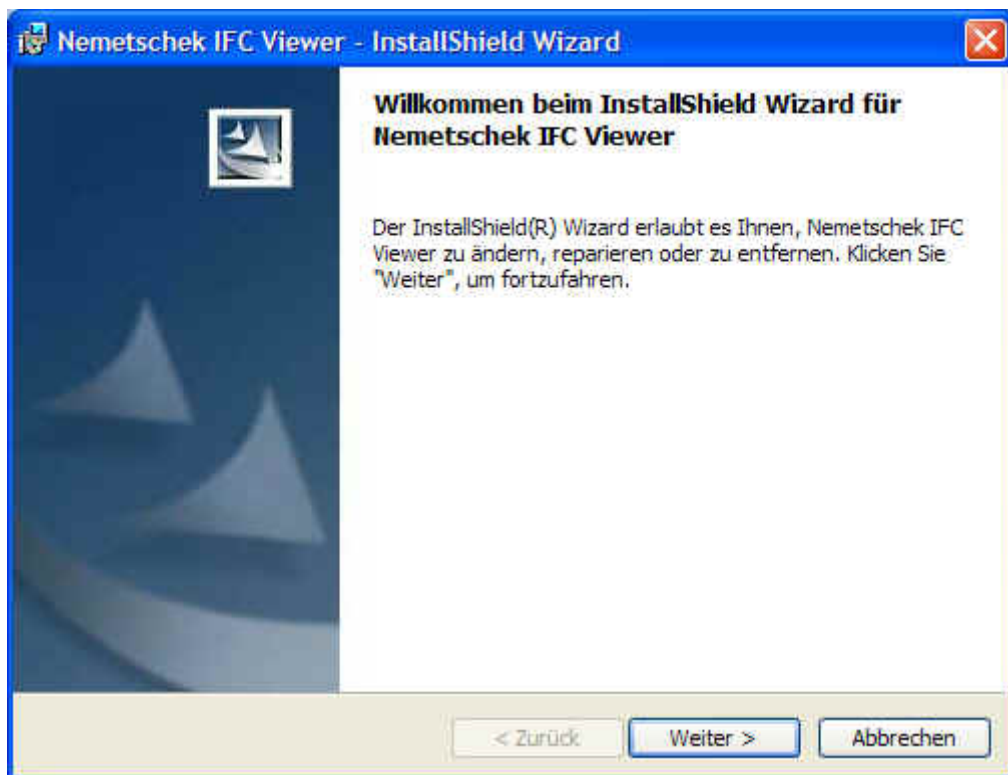 Nemetschek IFC Viewer - InstallShield Wizard
Willkommen beim InstallShield Wizard für
Nemetschek IFC Viewer
Der InstallShield(R) Wizard erlaubt es Ihnen, Nemetschek IFC
Viewer zu ändern, reparieren oder zu entfernen. Klicken Sie
"Weiter", um fortzufahren.
< Zurück
Weiter >
Abbrechen